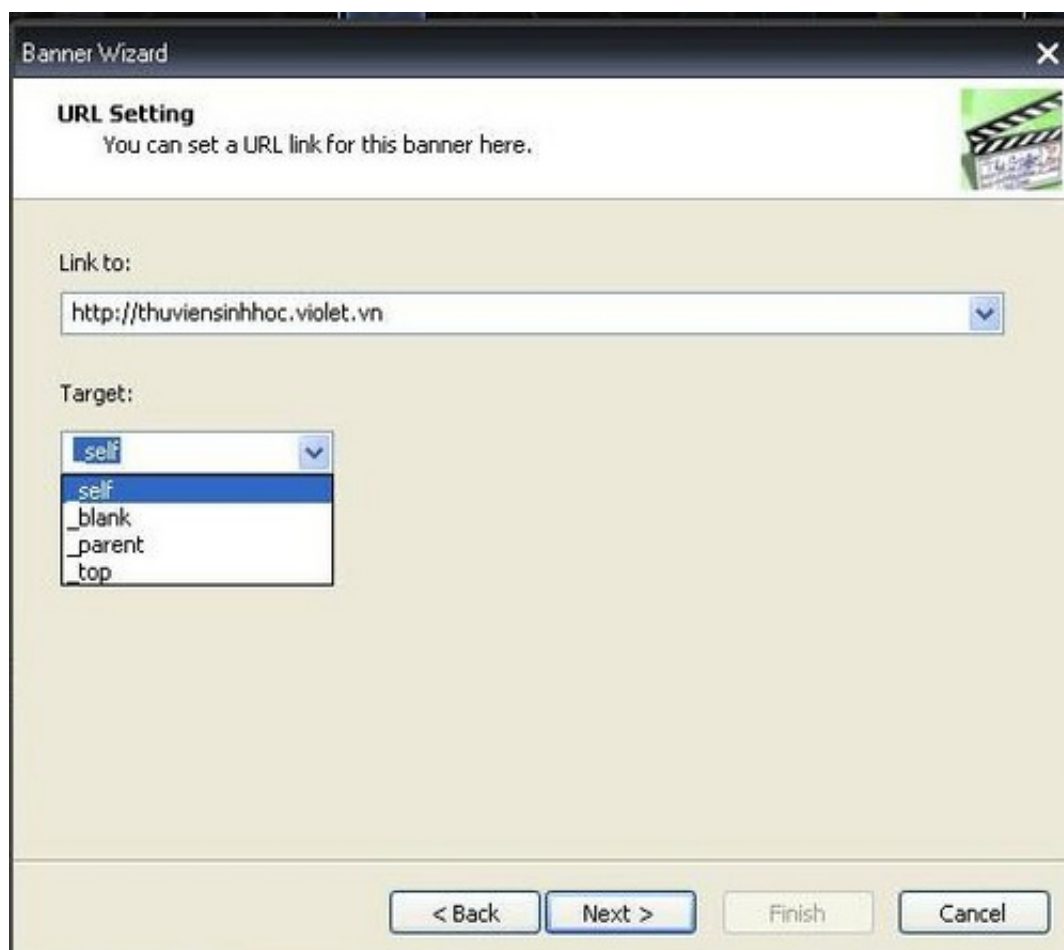 Banner Wizard
URL Setting
You can set a URL link for this banner here.
Link to:
http://thuviensinhhoc.violet.vn
Target:
_self
_self
_blank
_parent
_top
< Back
Next >
Finish
Cancel